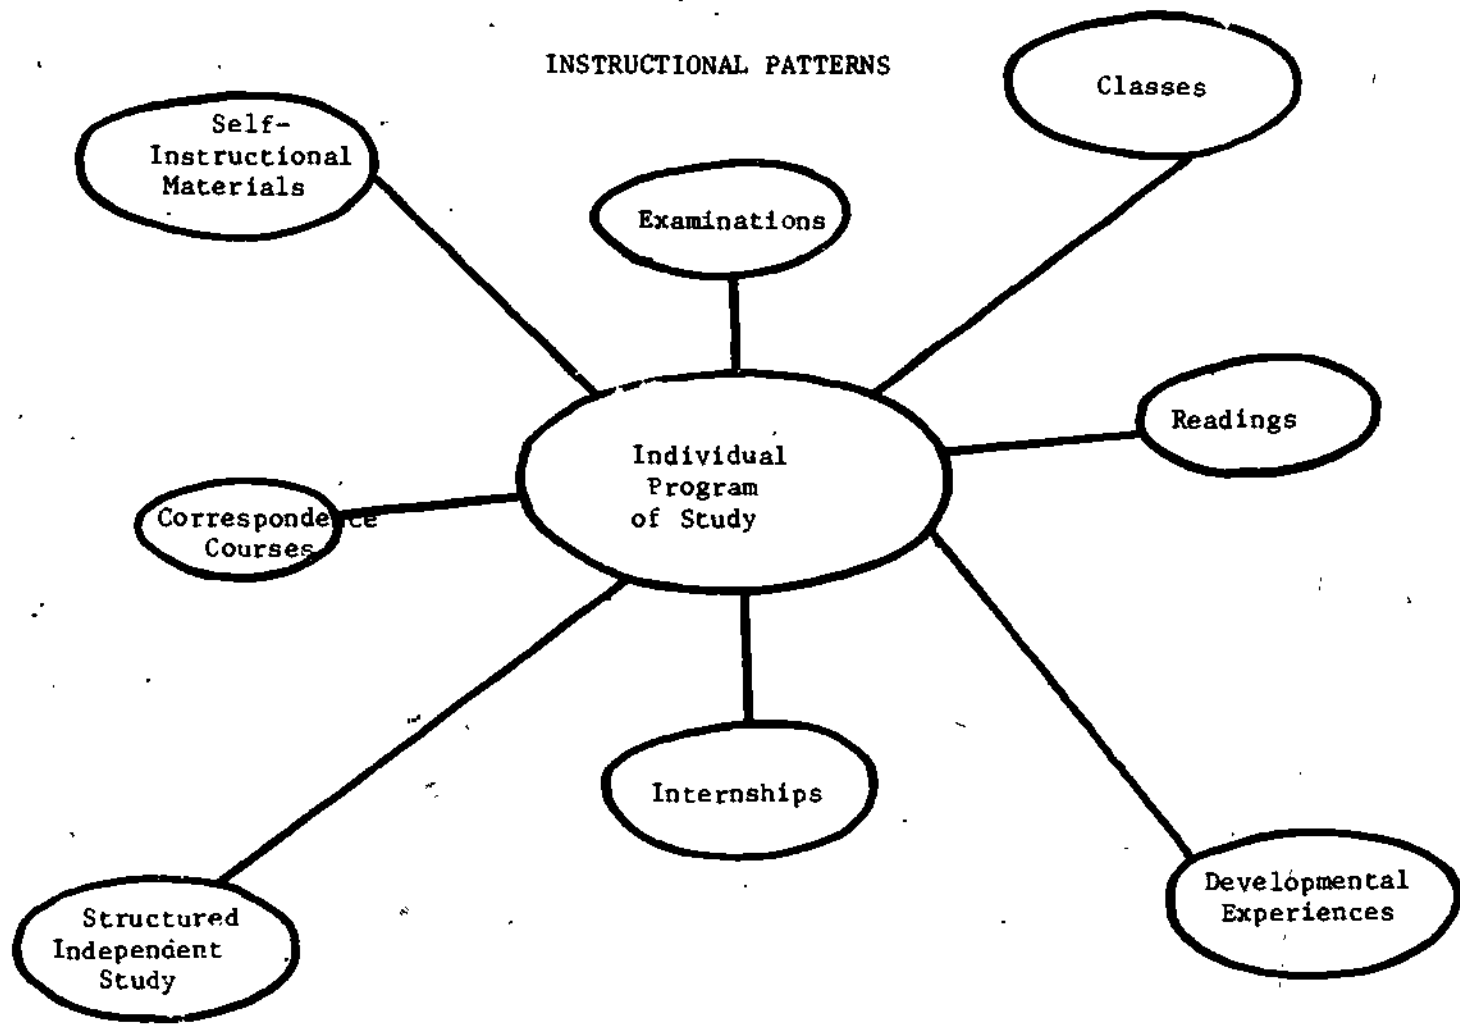 INSTRUCTIONAL PATTERNS
Classes
Self-
Instructional
Materials
Examinations
Readings
Individual
Program
of Study
Correspondence
Courses
Internships
Developmental
Experiences
Structured
Independent
Study